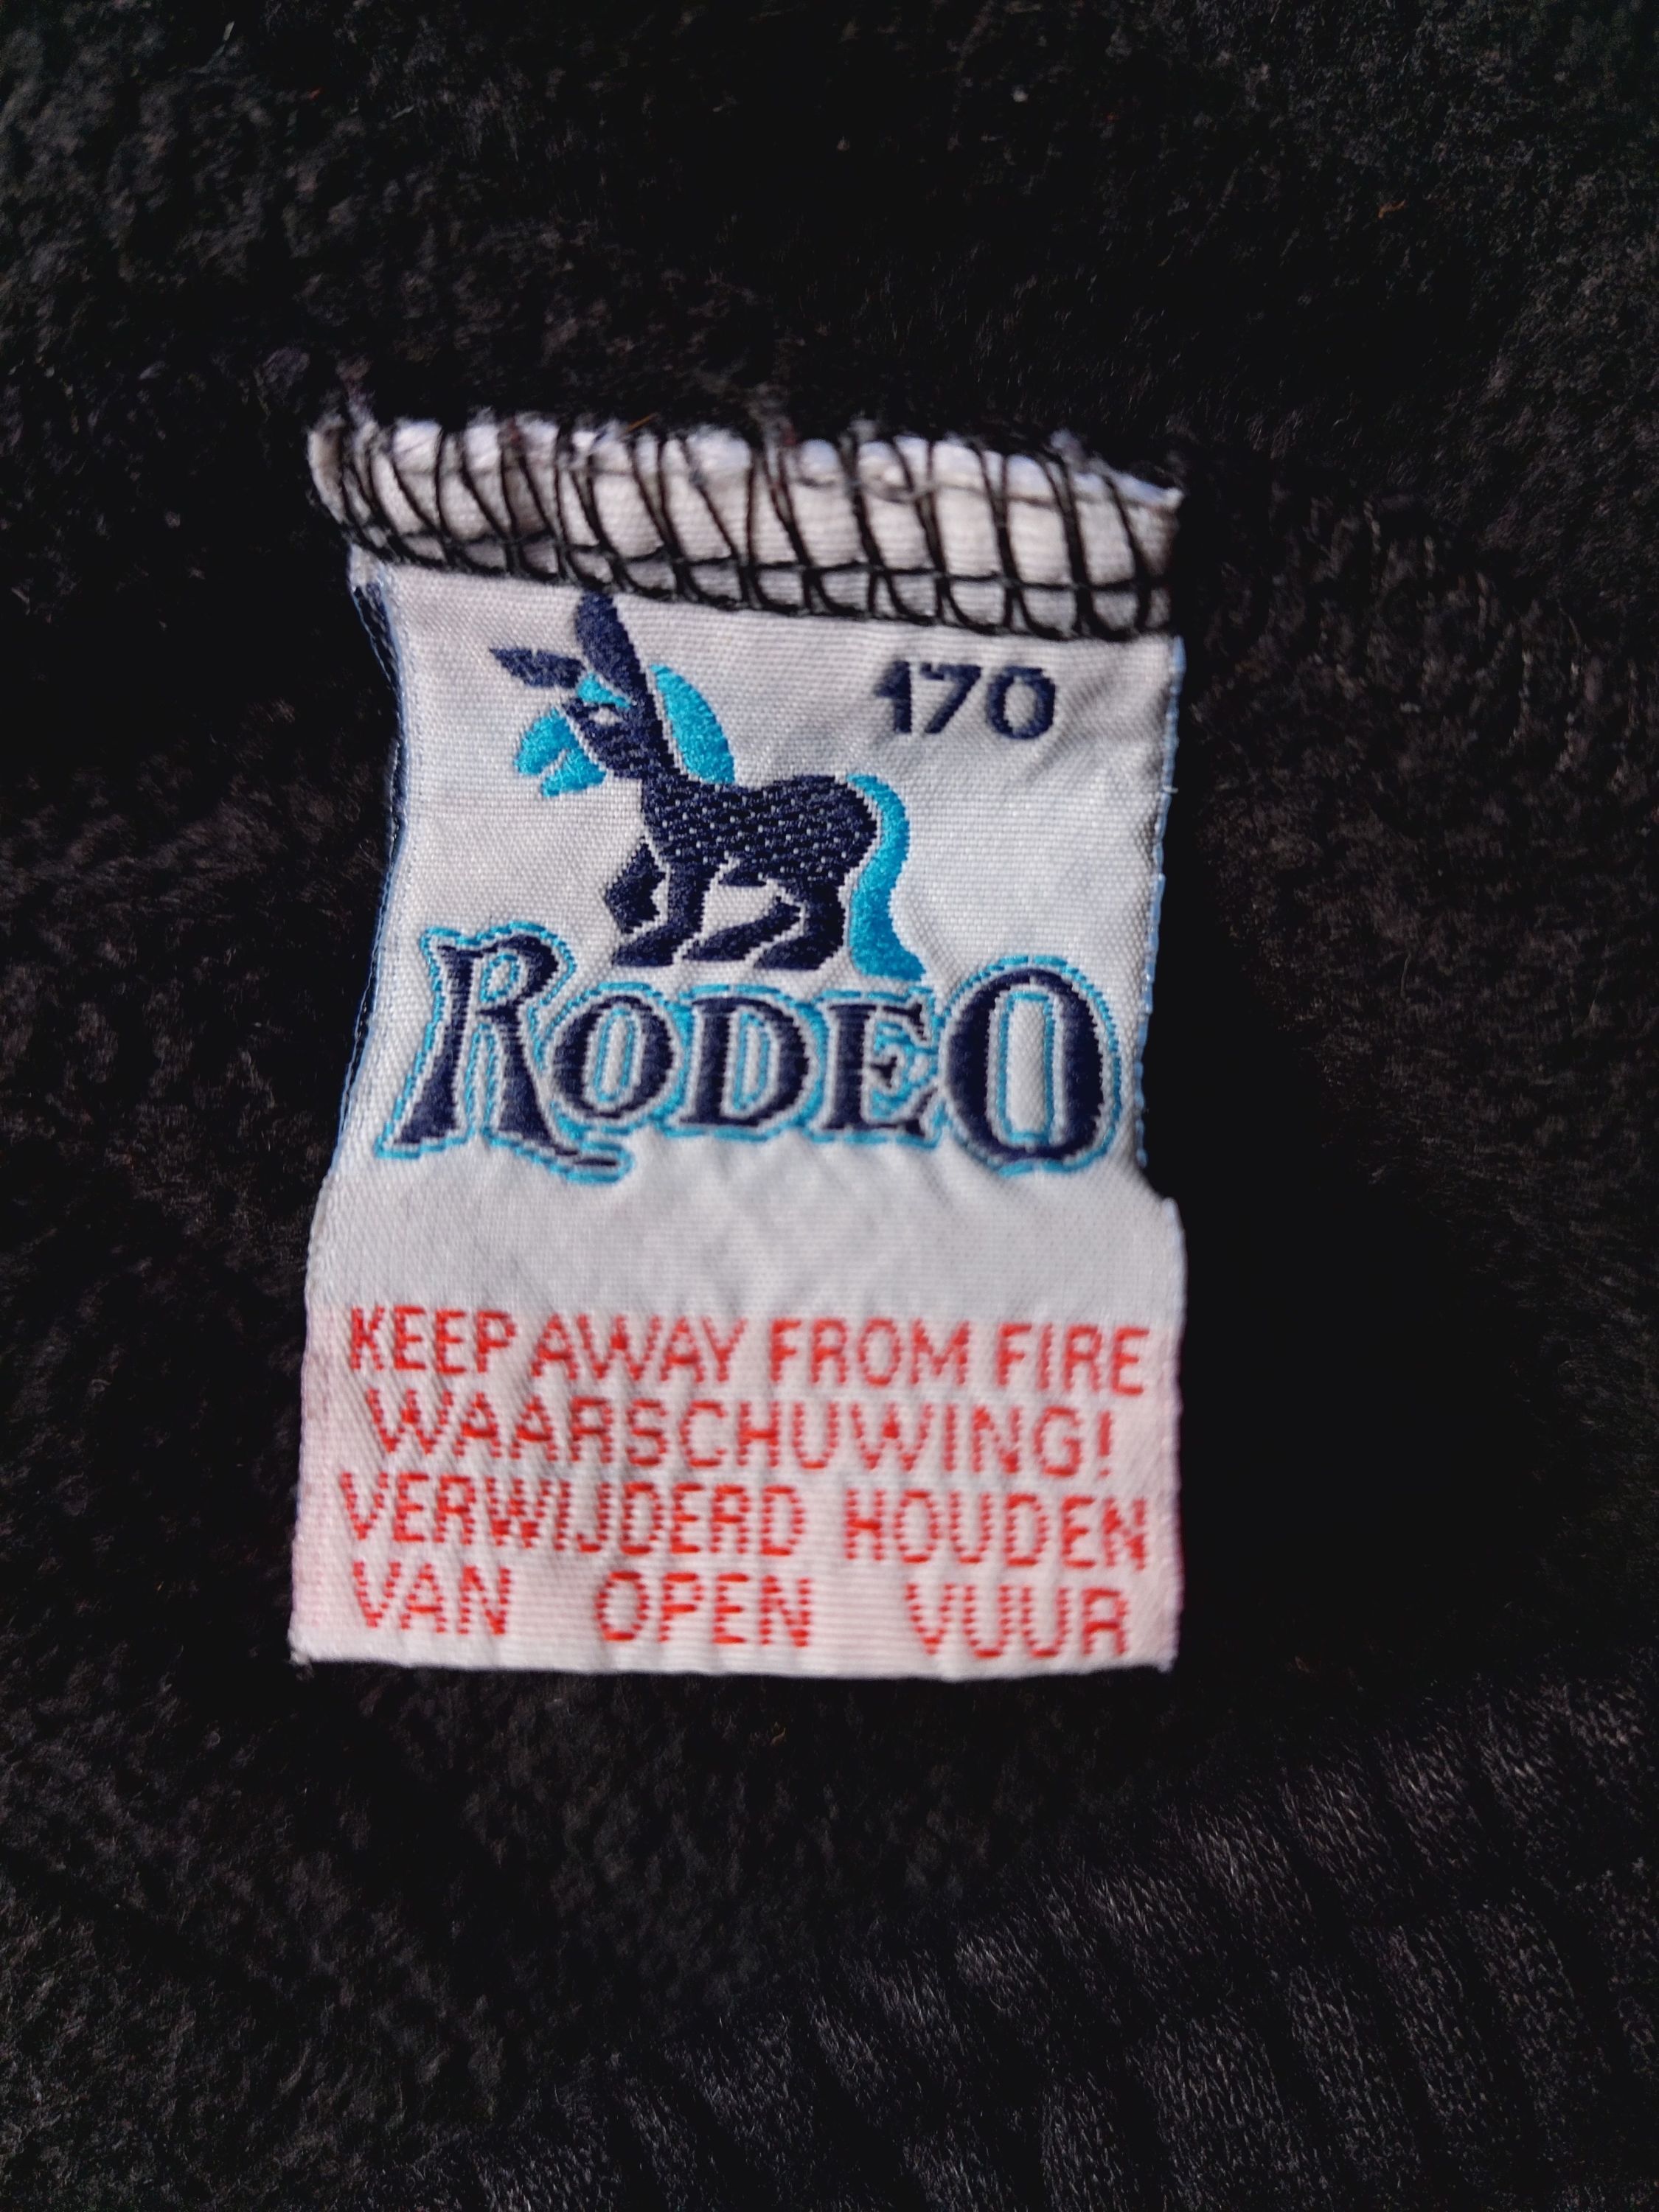 170
RODEO
KEEP AWAY FROM FIRE
WAARSCHUWING!
VERWIJDERD HOUDEN
VAN OPEN VUUR